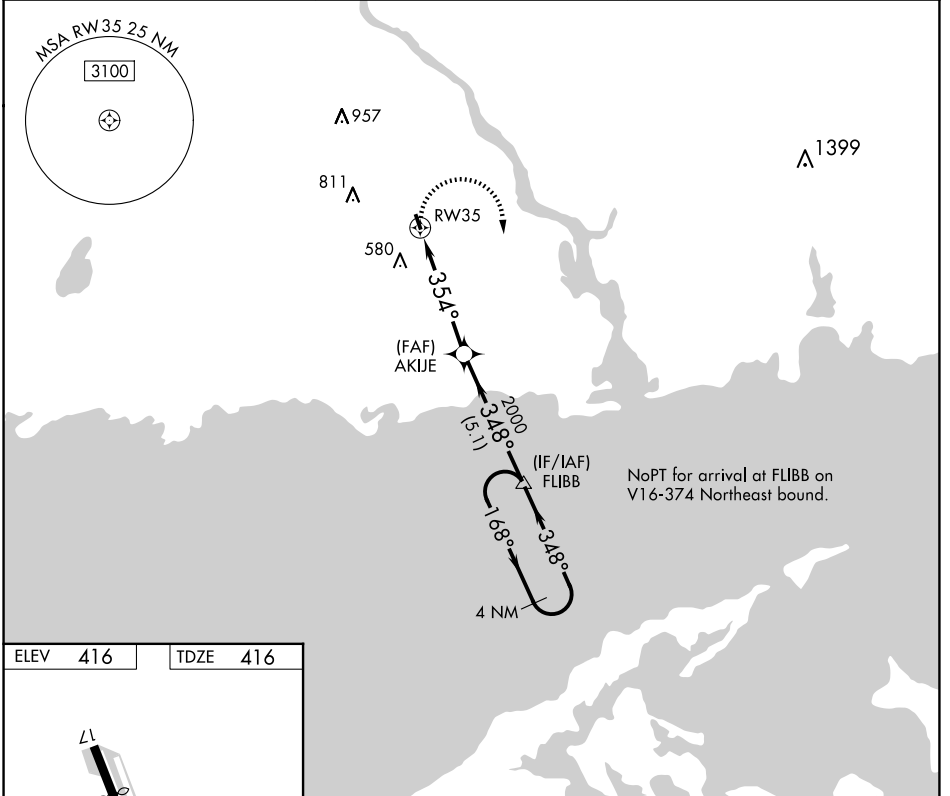 MSA RW35 25 NM
3100
957
1399
811
RW35
580
354°
(FAF)
AKIJE
2000
348°
(5.1)
(IF/IAF)
FLIBB
NoPT for arrival at FLIBB on
V16-374 Northeast bound.
168°
348°
4 NM
ELEV 416
TDZE 416
17